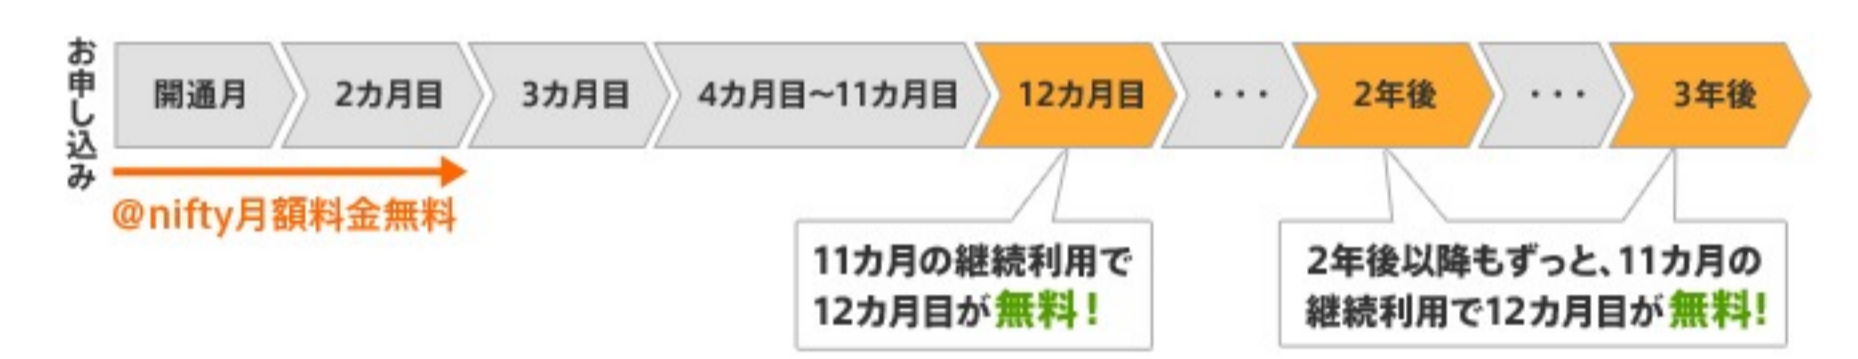 お申し込み
開通月
2カ月目
3カ月目
4カ月目～11カ月目
12カ月目
・・・
2年後
・・・
3年後
@nifty月額料金無料
11カ月の継続利用で
12カ月目が無料！
2年後以降もずっと、11カ月の
継続利用で12カ月目が無料！